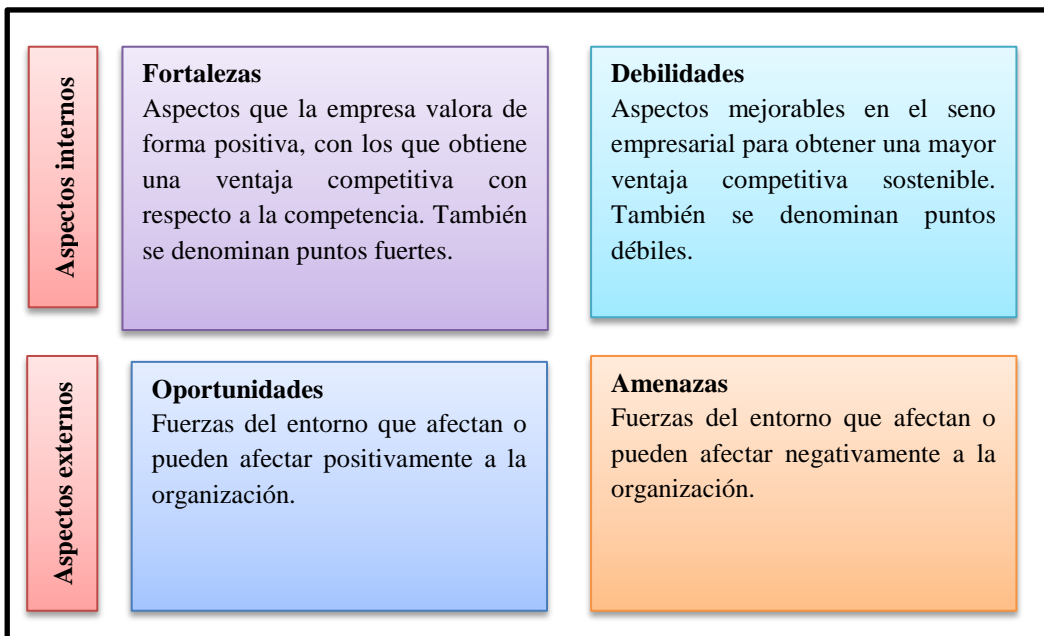 Aspectos internos
Fortalezas
Aspectos que la empresa valora de
forma positiva, con los que obtiene
una ventaja competitiva con
respecto a la competencia. También
se denominan puntos fuertes.
Debilidades
Aspectos mejorables en el seno
empresarial para obtener una mayor
ventaja competitiva sostenible.
También se denominan puntos
débiles.
Aspectos externos
Oportunidades
Fuerzas del entorno que afectan o
pueden afectar positivamente a la
organización.
Amenazas
Fuerzas del entorno que afectan o
pueden afectar negativamente a la
organización.